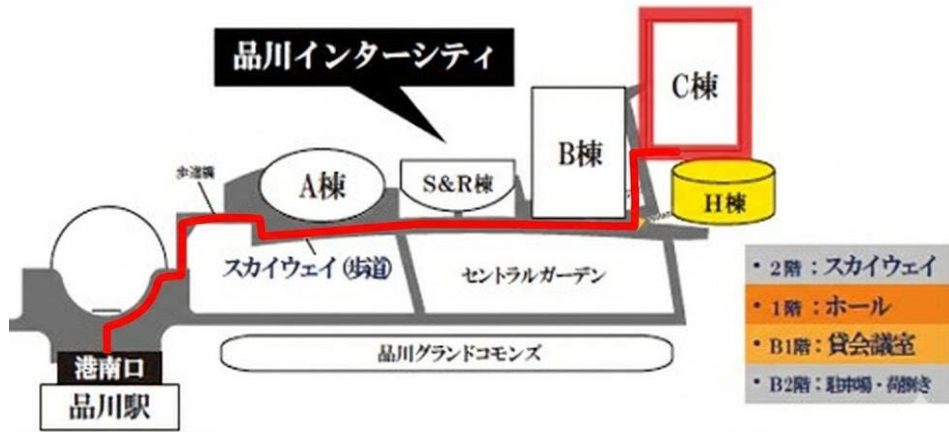 品川インターシティ
C棟
B棟
歩道橋
A棟
S&R棟
H棟
スカイウェイ(歩道)
セントラルガーデン
・2階：スカイウェイ
・1階：ホール
・B1階：貸会議室
・B2階：駐車場・荷捌き
品川グランドコモンズ
港南口
品川駅